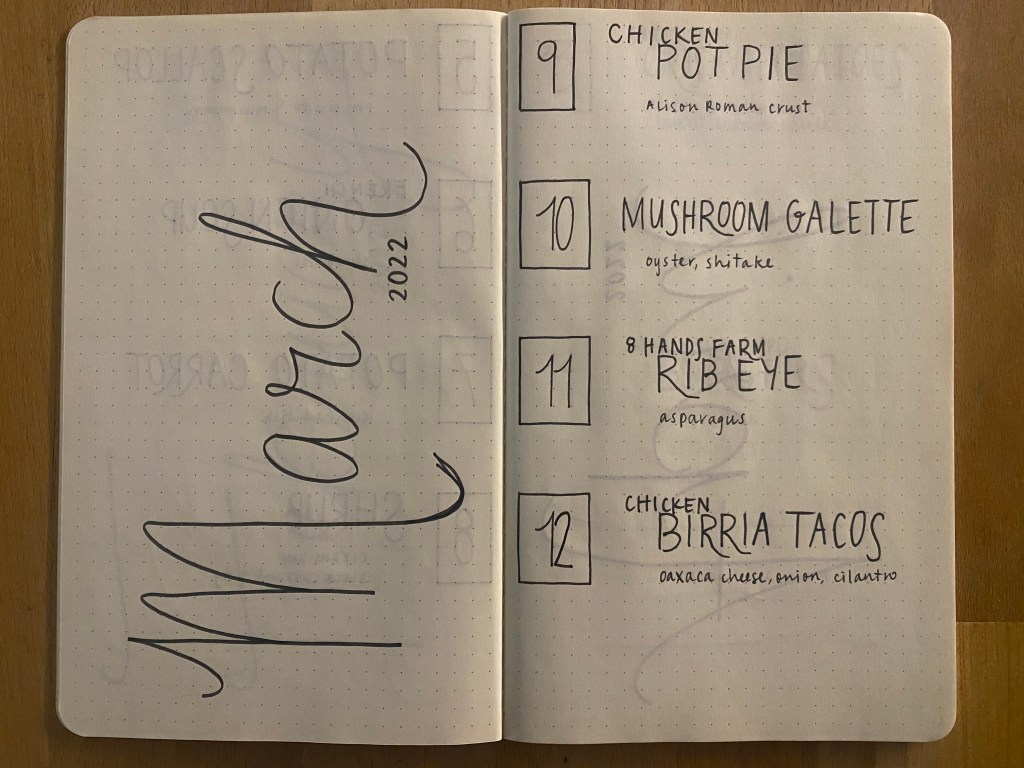 March
2022
9
CHICKEN
POT PIE
Alison Roman crust
10
MUSHROOM GALETTE
oyster, shitake
11
8 HANDS FARM
RIB EYE
asparagus
12
CHICKEN
BIRRIA TACOS
oaxaca cheese, onion, cilantro